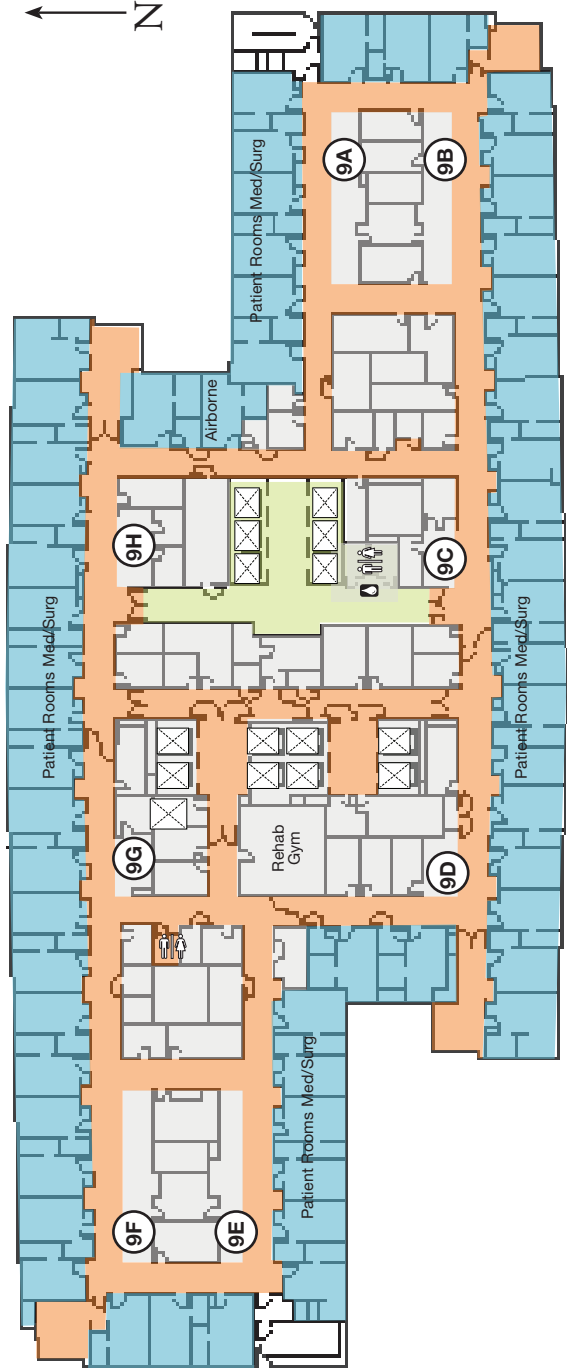 N
Patient Rooms Med/Surg
9A
9B
Airborne
9H
9C
Patient Rooms Med/Surg
Patient Rooms Med/Surg
9G
Rehab
Gym
9D
Patient Rooms Med/Surg
9F
9E